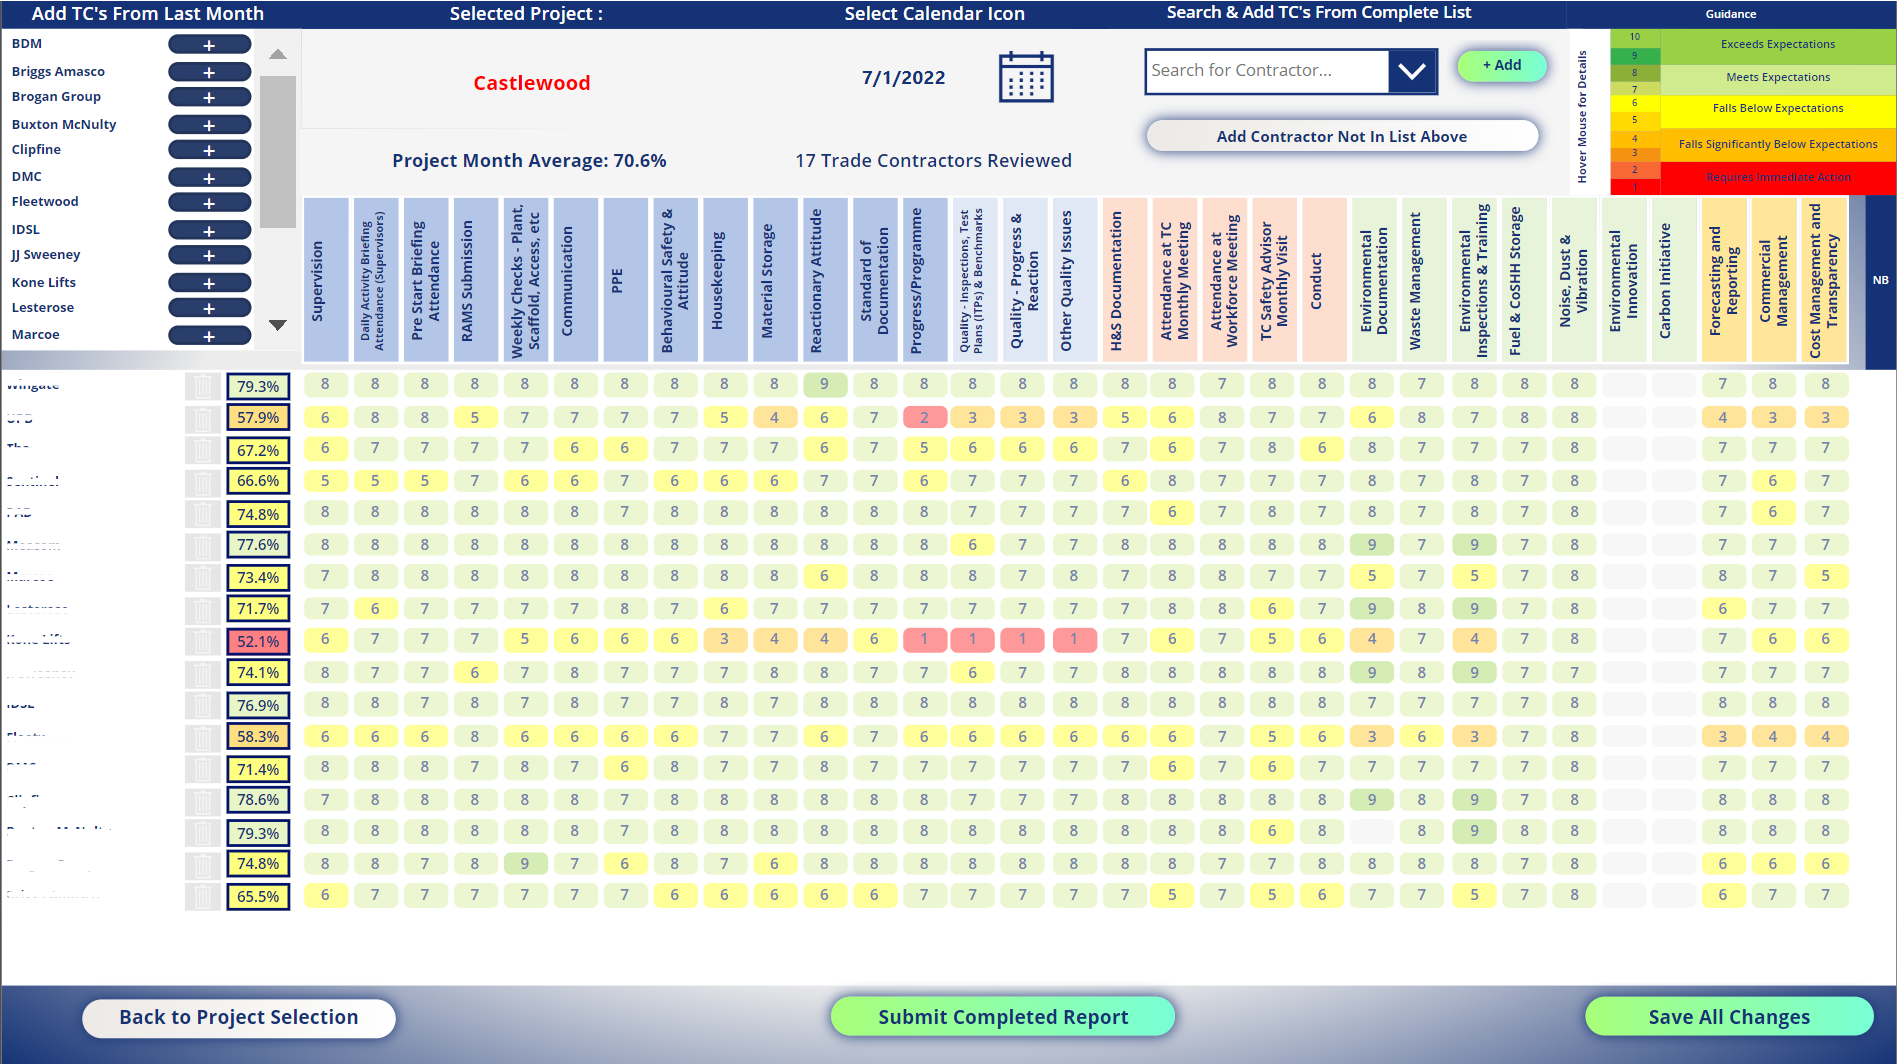 Add TC's From Last Month
Selected Project :
Select Calendar Icon
Search & Add TC's From Complete List
Guidance
BDM +
Briggs Amasco +
Brogan Group +
Buxton McNulty +
Clipfine +
DMC +
Fleetwood +
IDSL +
JJ Sweeney +
Kone Lifts +
Lesterose +
Marcoe +
Castlewood
7/1/2022
Search for Contractor...
+ Add
Add Contractor Not In List Above
Project Month Average: 70.6%
17 Trade Contractors Reviewed
Hover Mouse for Details
10
9
8
7
6
5
4
3
2
1
Exceeds Expectations
Meets Expectations
Falls Below Expectations
Falls Significantly Below Expectations
Requires Immediate Action
Supervision
Daily Activity Briefing
Attendance (Supervisors)
Pre Start Briefing
Attendance
RAMS Submission
Weekly Checks - Plant,
Scaffold, Access, etc
Communication
PPE
Behavioural Safety &
Attitude
Housekeeping
Material Storage
Reactionary Attitude
Standard of
Documentation
Progress/Programme
Quality - Inspections, Test
Plans (ITPs) & Benchmarks
Quality - Progress &
Reaction
Other Quality Issues
H&S Documentation
Attendance at TC
Monthly Meeting
Attendance at
Workforce Meeting
TC Safety Advisor
Monthly Visit
Conduct
Environmental
Documentation
Waste Management
Environmental
Inspections & Training
Fuel & CoSHH Storage
Noise, Dust &
Vibration
Environmental
Innovation
Carbon Initiative
Forecasting and
Reporting
Commercial
Management
Cost Management and
Transparency
NB
Wingate 79.3% 8 8 8 8 8 8 8 8 8 8 9 8 8 8 8 8 8 8 7 8 8 8 7 8 8 8 7 8 8
57.9% 6 8 8 5 7 7 7 7 5 4 6 7 2 3 3 3 5 6 8 7 7 6 8 7 8 8 4 3 3
67.2% 6 7 7 7 7 6 6 7 7 7 6 7 5 6 6 6 7 6 7 8 6 8 7 7 7 8 7 7 7
66.6% 5 5 5 7 6 6 7 6 6 6 7 7 6 7 7 7 6 8 7 7 7 8 7 8 7 8 7 6 7
74.8% 8 8 8 8 8 8 7 8 8 8 8 8 8 7 7 7 7 6 7 8 7 8 7 8 7 8 7 6 7
77.6% 8 8 8 8 8 8 8 8 8 8 8 8 8 6 7 7 8 8 8 8 8 9 7 9 7 8 7 7 7
73.4% 7 8 8 8 8 8 8 8 8 8 6 8 8 8 7 8 7 8 8 7 7 5 7 5 7 8 8 7 5
71.7% 7 6 7 7 7 7 8 7 6 7 7 7 7 7 7 7 7 8 8 6 7 9 8 9 7 8 6 7 7
Kone Lifts 52.1% 6 7 7 7 5 6 6 6 3 4 4 6 1 1 1 1 7 6 7 5 6 4 7 4 7 8 7 6 6
74.1% 8 7 7 6 7 8 7 7 7 8 8 7 7 6 7 7 8 8 8 8 8 9 8 9 7 7 7 7 7
76.9% 8 8 7 8 7 8 8 8 8 7 8 7 8 8 8 8 8 8 8 8 8 7 7 7 7 8 8 8 8
58.3% 6 6 6 8 6 6 6 6 7 7 6 7 6 6 6 6 6 6 7 5 6 3 6 3 7 8 3 4 4
71.4% 8 8 8 7 8 7 6 8 7 7 8 7 7 7 7 7 7 6 7 6 7 7 7 7 7 8 7 7 7
78.6% 7 8 8 8 8 8 7 8 8 8 8 8 8 7 7 7 8 8 8 8 8 9 8 9 7 8 8 8 8
79.3% 8 8 8 8 8 8 7 8 8 8 8 8 8 8 8 8 8 8 8 6 8 8 9 8 8 8 8 8
74.8% 8 8 7 8 9 7 6 8 7 6 8 8 8 8 8 8 8 8 7 7 8 8 8 8 7 8 6 6 6
65.5% 6 7 7 7 7 7 7 6 6 6 6 6 7 7 7 7 7 5 7 5 6 7 7 5 7 8 6 7 7
Back to Project Selection
Submit Completed Report
Save All Changes